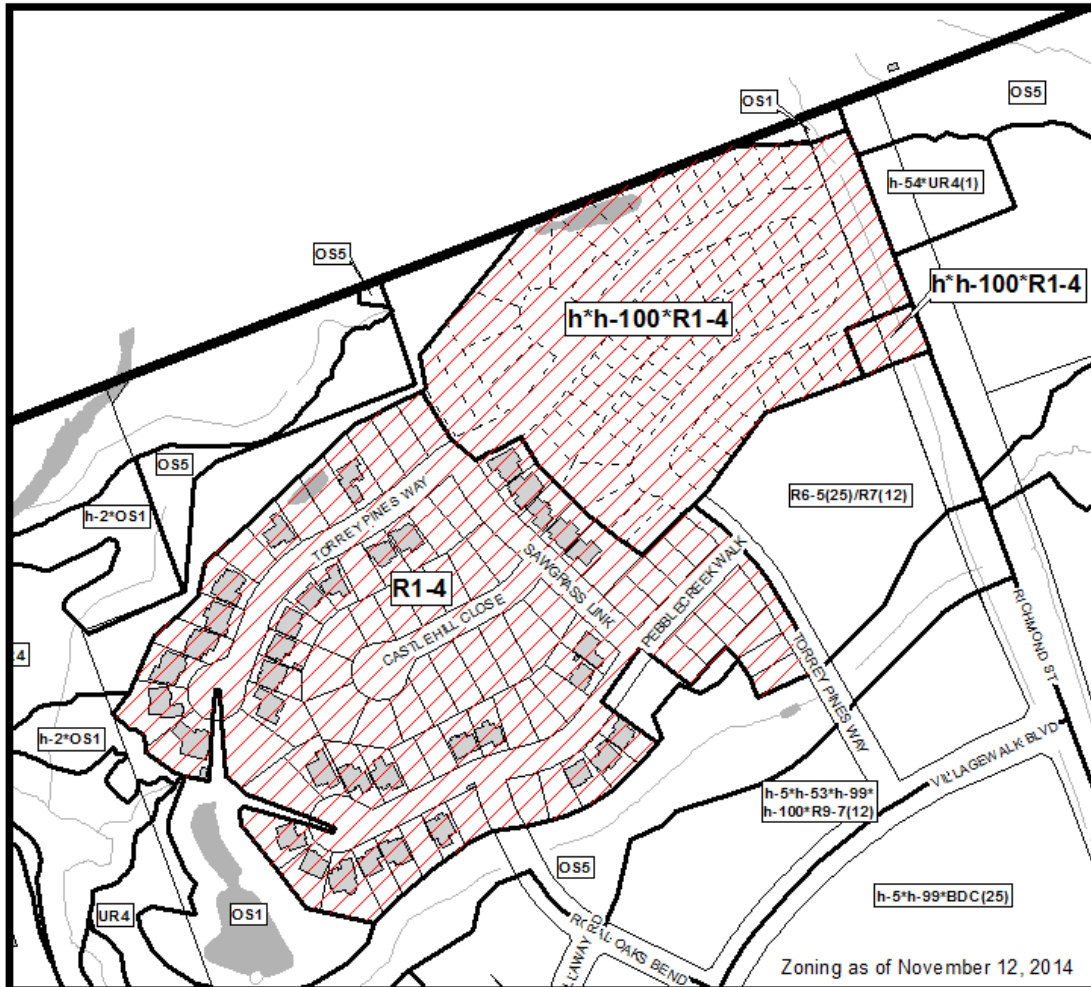 OS1
OS5
h-54*UR4(1)
OS5
h*h-100*R1-4
h*h-100*R1-4
OS5
h-2*OS1
R6-5(25)/R7(12)
TORREY PINES WAY
R1-4
SAWGRASS LINK
CASTLEHILL CLOSE
PEBBLECREEK WALK
RICHMOND ST
TORREY PINES WAY
h-2*OS1
VILLAGEWALK BLVD
h-5*h-53*h-99*
h-100*R9-7(12)
OS5
h-5*h-99*BDC(25)
UR4
OS1
OAKS BEND
Zoning as of November 12, 2014